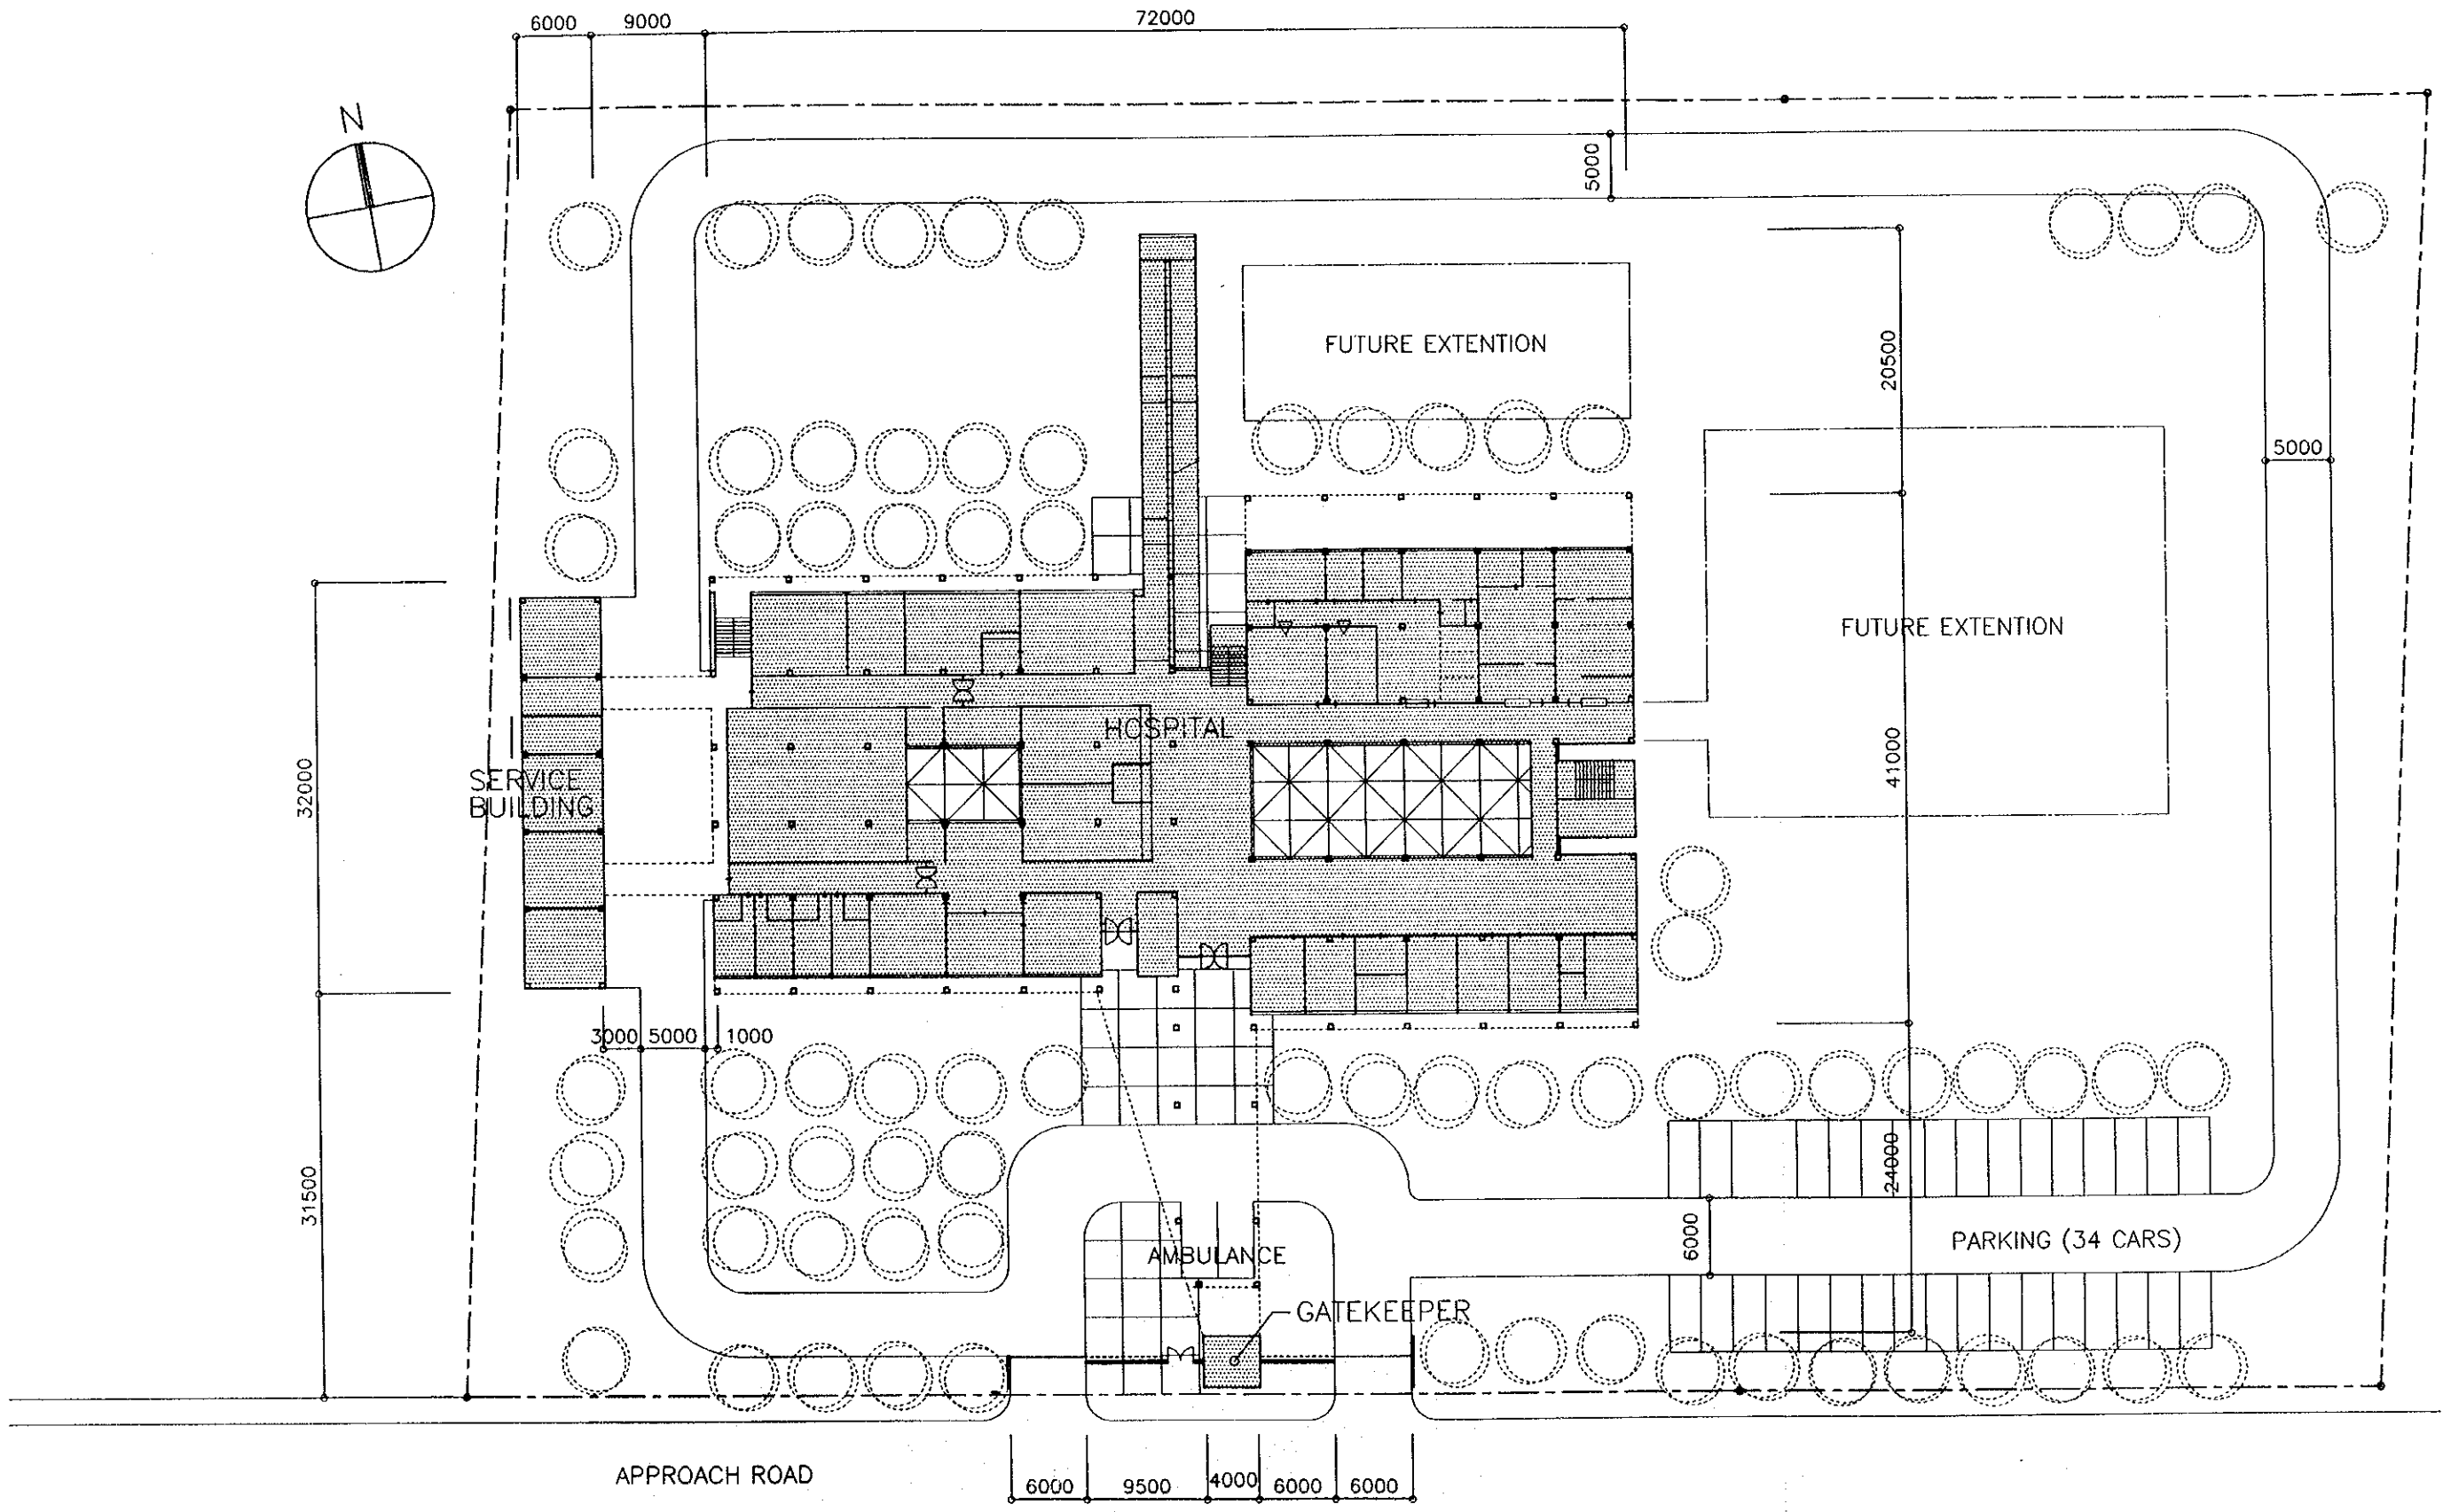 6000
9000
72000
N
5000
FUTURE EXTENTION
20500
5000
FUTURE EXTENTION
HOSPITAL
41000
SERVICE
BUILDING
32000
3000
5000
1000
24000
31500
6000
PARKING (34 CARS)
AMBULANCE
GATEKEEPER
APPROACH ROAD
6000
9500
4000
6000
6000